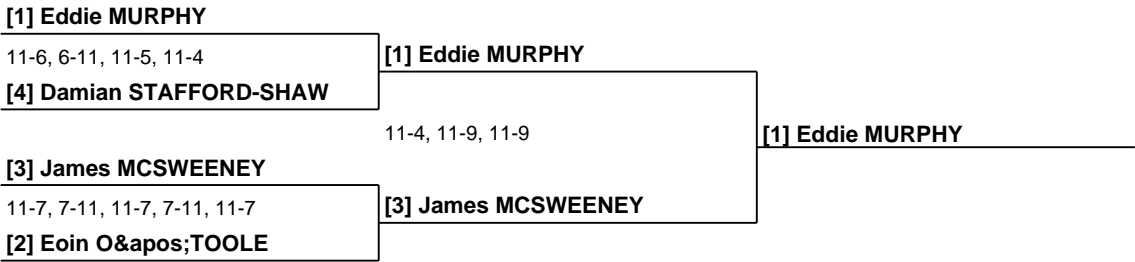 [1] Eddie MURPHY
11-6, 6-11, 11-5, 11-4
[1] Eddie MURPHY
[4] Damian STAFFORD-SHAW
11-4, 11-9, 11-9
[1] Eddie MURPHY
[3] James MCSWEENEY
11-7, 7-11, 11-7, 7-11, 11-7
[3] James MCSWEENEY
[2] Eoin O&apos;TOOLE